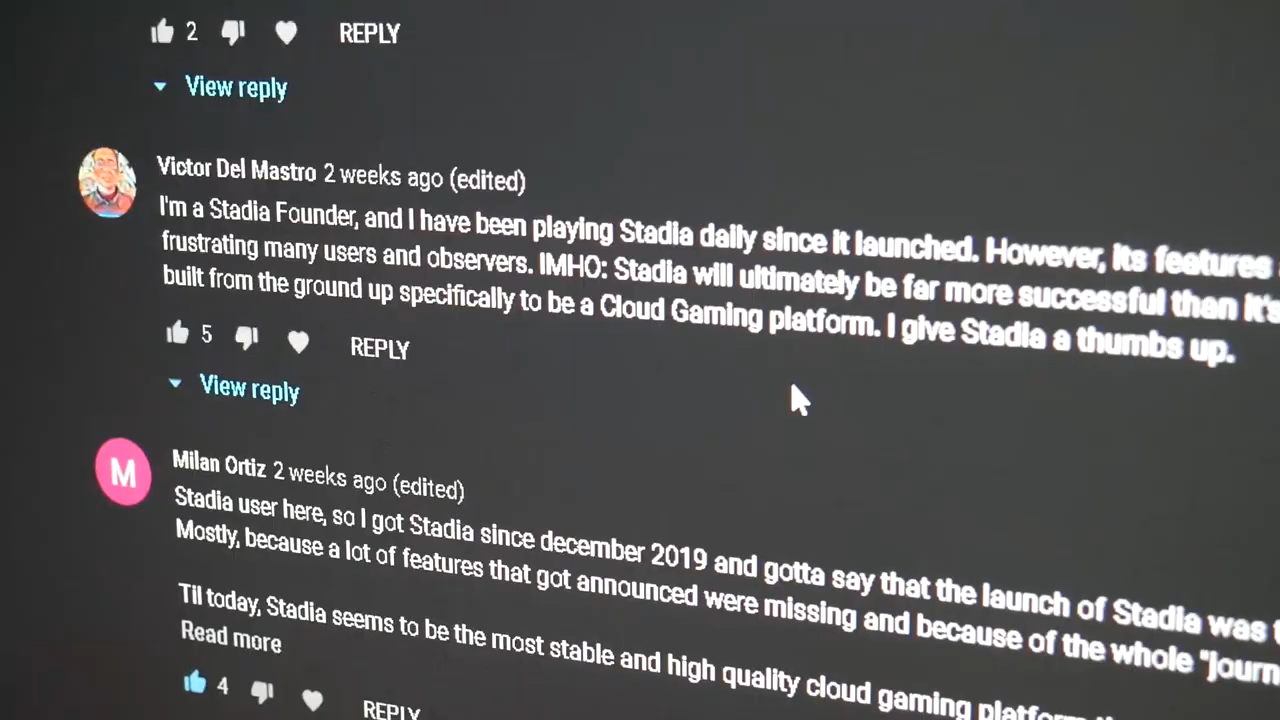 2 REPLY
View reply
Victor Del Mastro 2 weeks ago (edited)
I'm a Stadia Founder, and I have been playing Stadia daily since it launched. However, its features
frustrating many users and observers. IMHO: Stadia will ultimately be far more successful than it's
built from the ground up specifically to be a Cloud Gaming platform. I give Stadia a thumbs up.
5 REPLY
View reply
M
Milan Ortiz 2 weeks ago (edited)
Stadia user here, so I got Stadia since december 2019 and gotta say that the launch of Stadia was
Mostly, because a lot of features that got announced were missing and because of the whole "journ
Til today, Stadia seems to be the most stable and high quality cloud gaming platform
Read more
4 REPLY